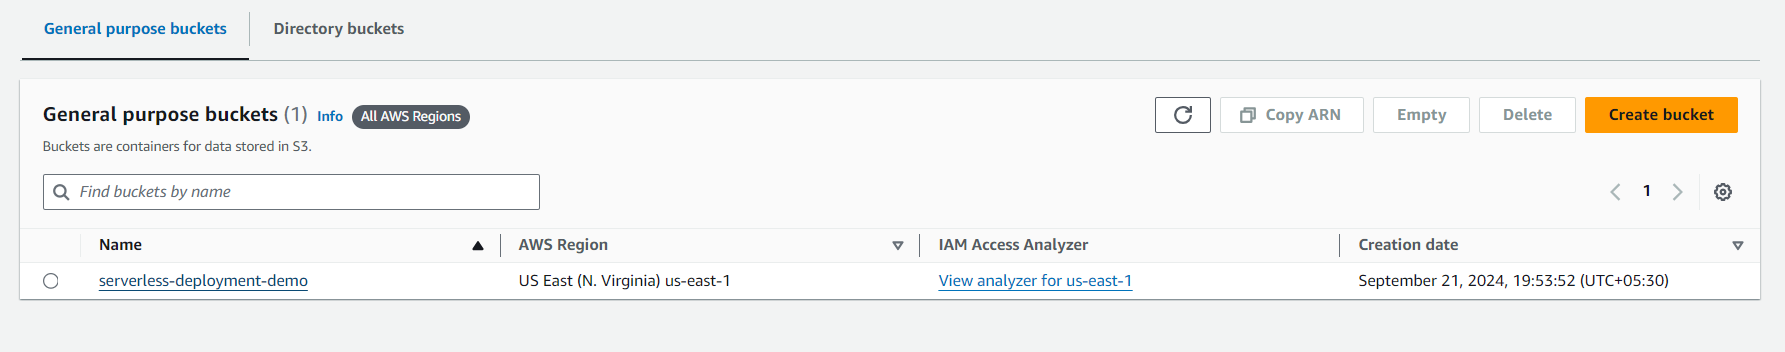 General purpose buckets Directory buckets
General purpose buckets (1) Info All AWS Regions Copy ARN Empty Delete Create bucket
Buckets are containers for data stored in S3.
Find buckets by name 1
Name AWS Region IAM Access Analyzer Creation date
serverless-deployment-demo US East (N. Virginia) us-east-1 View analyzer for us-east-1 September 21, 2024, 19:53:52 (UTC+05:30)